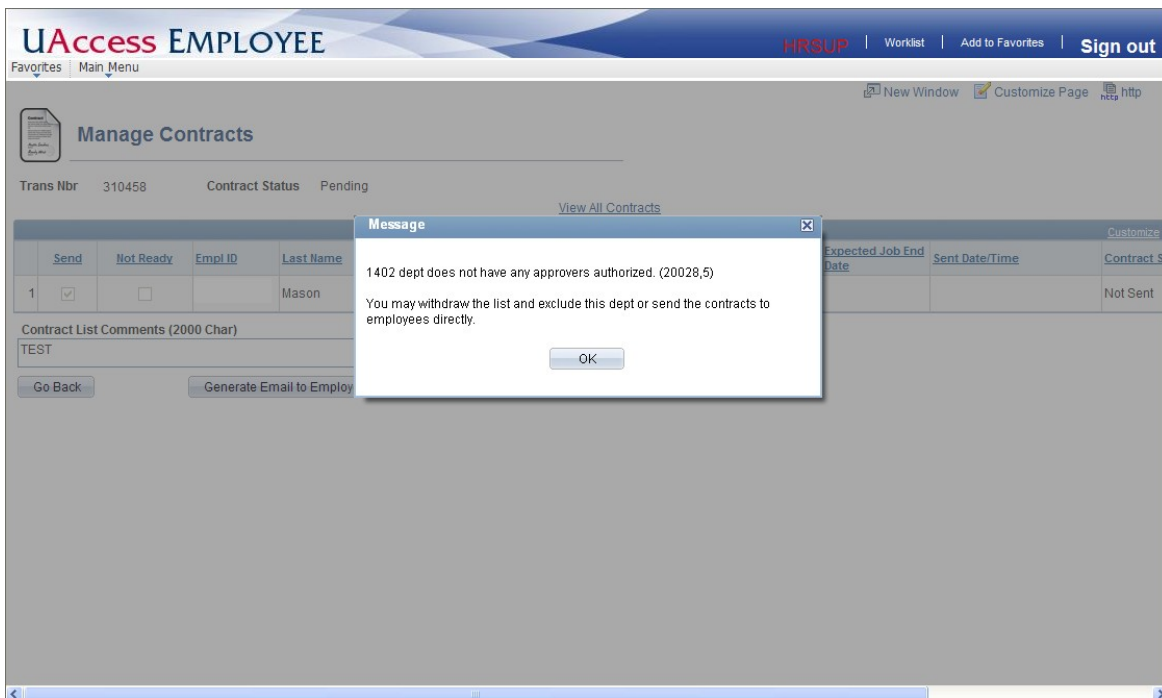 UAccess EMPLOYEE
HRSUP | Worklist | Add to Favorites | Sign out
Favorites Main Menu
New Window Customize Page http
Manage Contracts
Trans Nbr 310458 Contract Status Pending
View All Contracts
Customize
Send Not Ready Empl ID Last Name Expected Job End Date Sent Date/Time Contract S
1 Mason Not Sent
Message
1402 dept does not have any approvers authorized. (20028,5)
You may withdraw the list and exclude this dept or send the contracts to
employees directly.
OK
Contract List Comments (2000 Char)
TEST
Go Back Generate Email to Employ